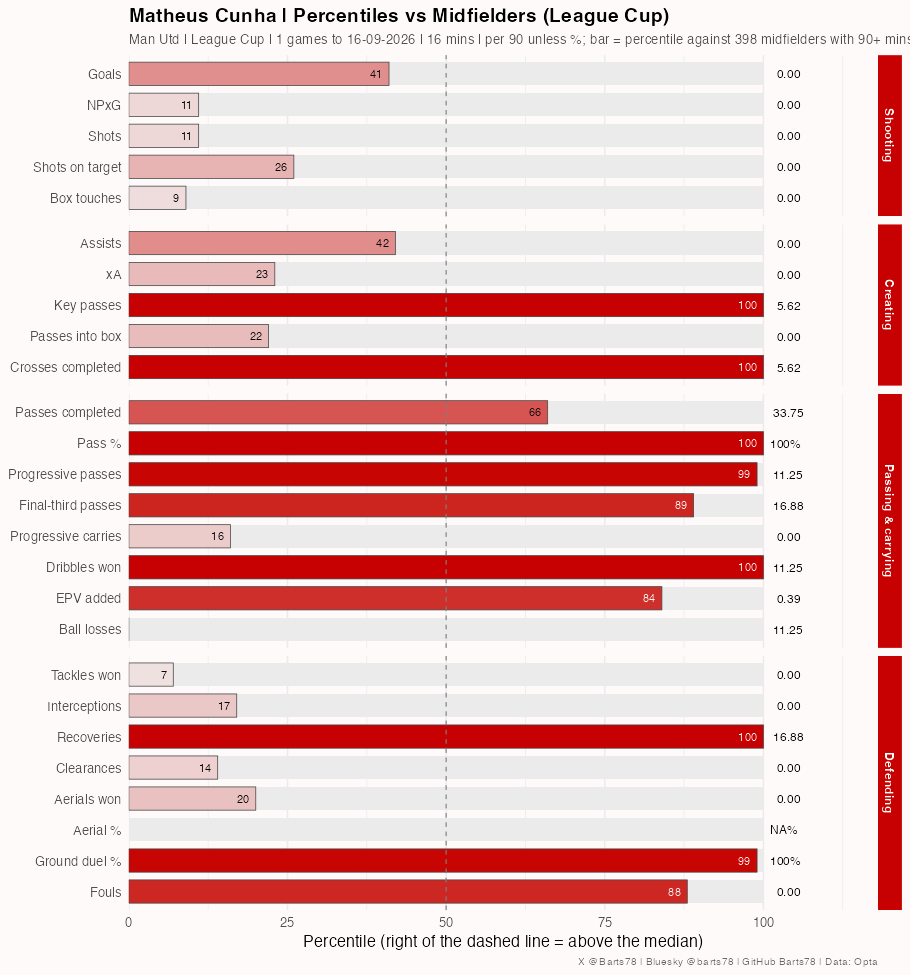 Matheus Cunha | Percentiles vs Midfielders (League Cup)
Man Utd | League Cup | 1 games to 16-09-2026 | 16 mins | per 90 unless %; bar = percentile against 398 midfielders with 90+ mins
Goals 41 0.00
NPxG 11 0.00
Shots 11 0.00
Shots on target 26 0.00
Box touches 9 0.00
Shooting
Assists 42 0.00
xA 23 0.00
Key passes 100 5.62
Passes into box 22 0.00
Crosses completed 100 5.62
Creating
Passes completed 66 33.75
Pass % 100 100%
Progressive passes 99 11.25
Final-third passes 89 16.88
Progressive carries 16 0.00
Dribbles won 100 11.25
EPV added 84 0.39
Ball losses 11.25
Passing & carrying
Tackles won 7 0.00
Interceptions 17 0.00
Recoveries 100 16.88
Clearances 14 0.00
Aerials won 20 0.00
Aerial % NA%
Ground duel % 99 100%
Fouls 88 0.00
Defending
0 25 50 75 100
Percentile (right of the dashed line = above the median)
X @Barts78 | Bluesky @barts78 | GitHub Barts78 | Data: Opta